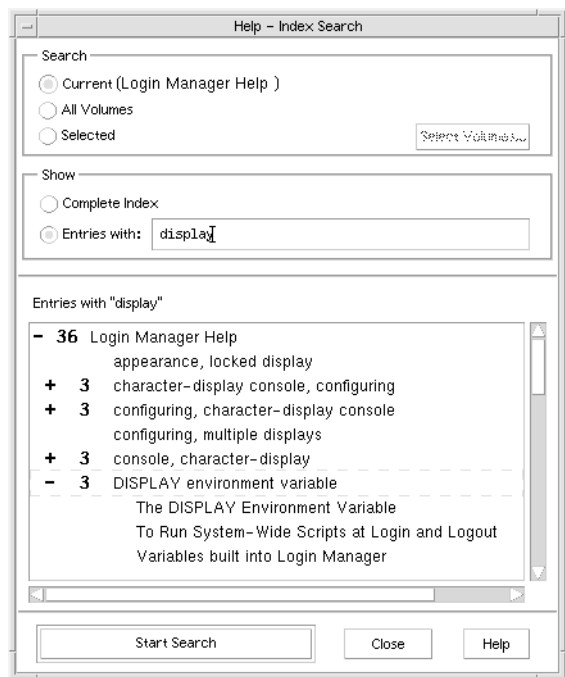 Help - Index Search
Search
Current (Login Manager Help )
All Volumes
Selected
Select Volumes...
Show
Complete Index
Entries with: display
Entries with "display"
- 36 Login Manager Help
appearance, locked display
+ 3 character-display console, configuring
+ 3 configuring, character-display console
configuring, multiple displays
+ 3 console, character-display
- 3 DISPLAY environment variable
The DISPLAY Environment Variable
To Run System-Wide Scripts at Login and Logout
Variables built into Login Manager
Start Search
Close
Help